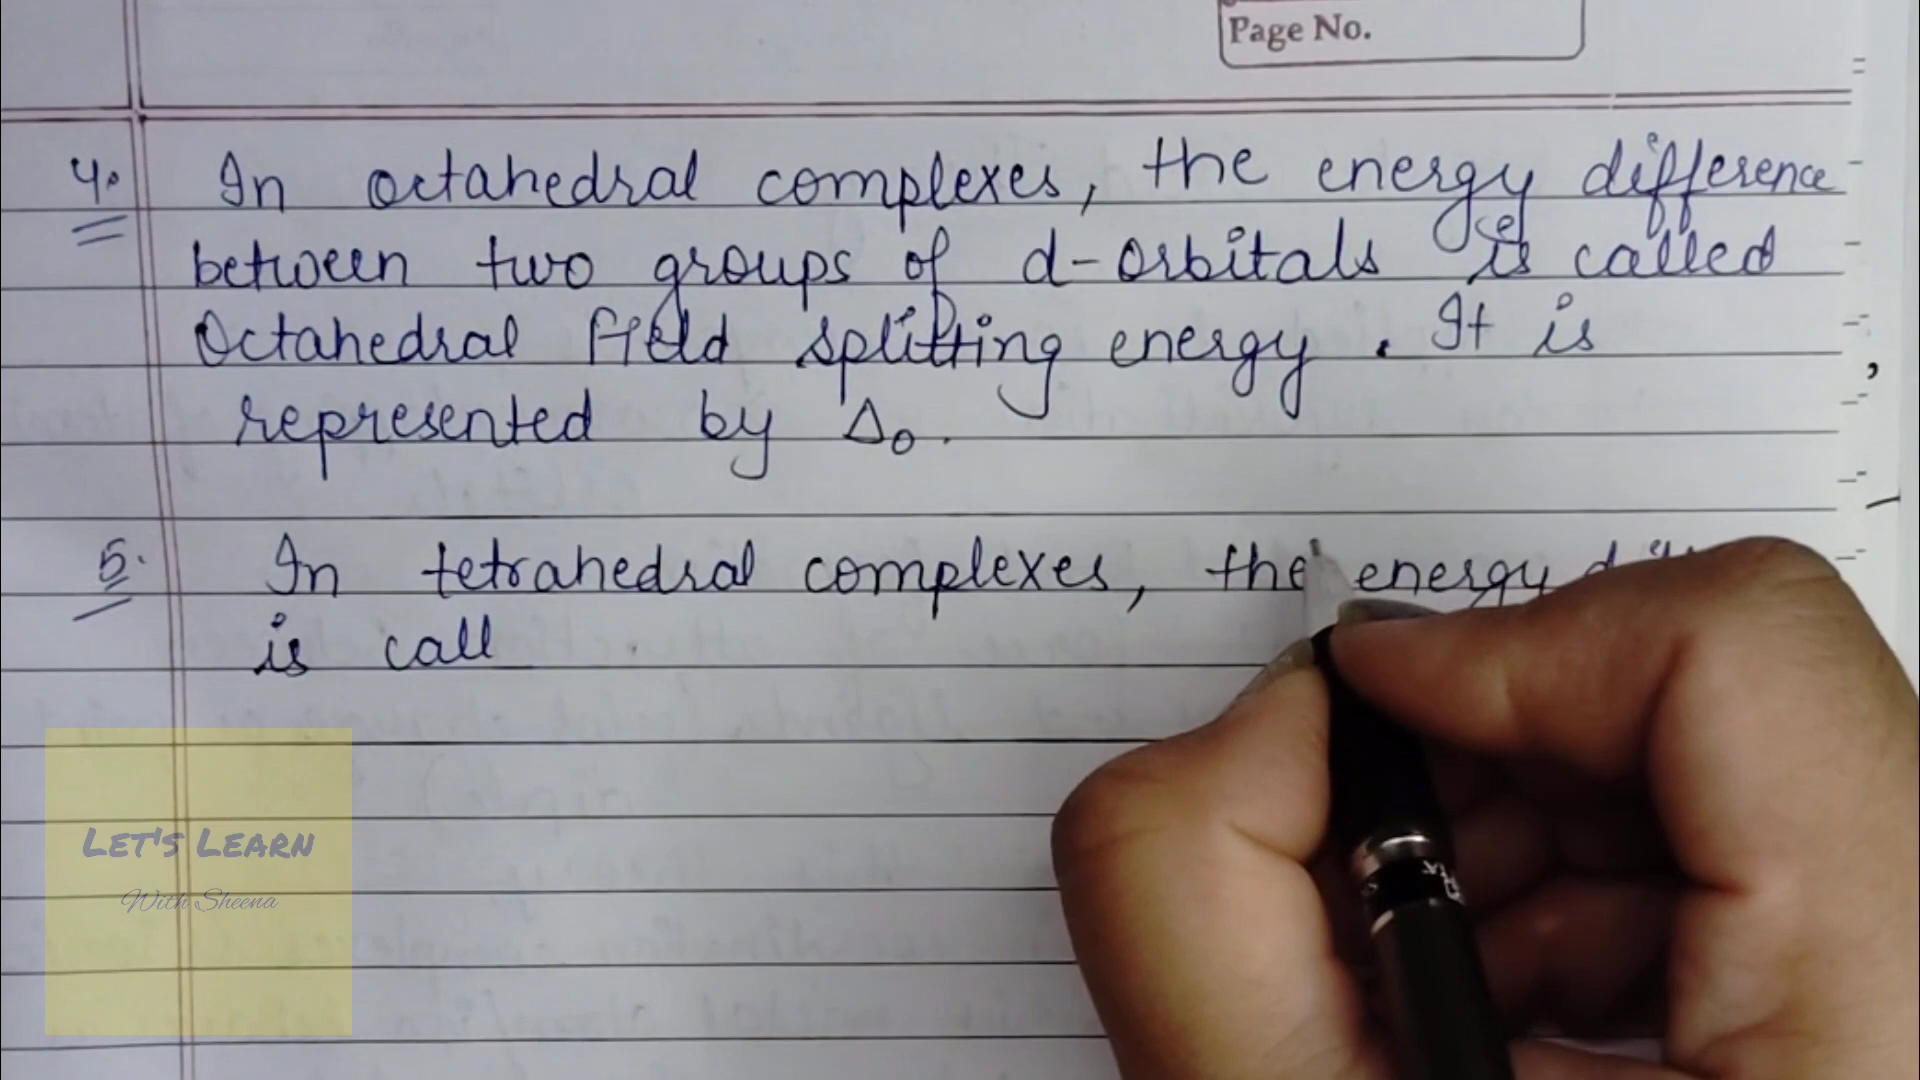 Page No.
4. In octahedral complexes, the energy difference
between two groups of d-orbitals is called
Octahedral Field splitting energy. It is
represented by Δo.
5. In tetrahedral complexes, the energy
is call
LET'S LEARN
With Sheena